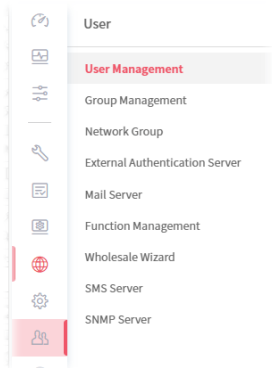 User
User Management
Group Management
Network Group
External Authentication Server
Mail Server
Function Management
Wholesale Wizard
SMS Server
SNMP Server